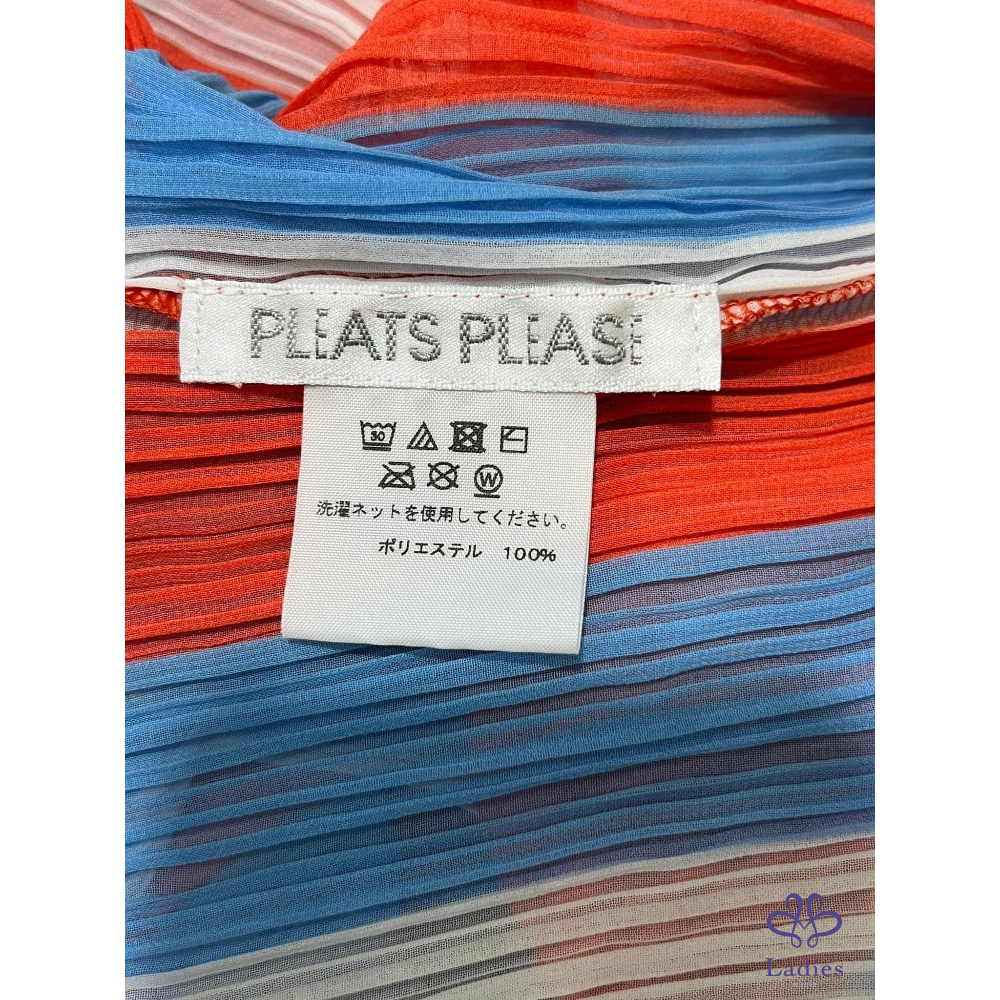 PLEATS PLEASE
30
W
洗濯ネットを使用してください。
ポリエステル 100%
Ladies